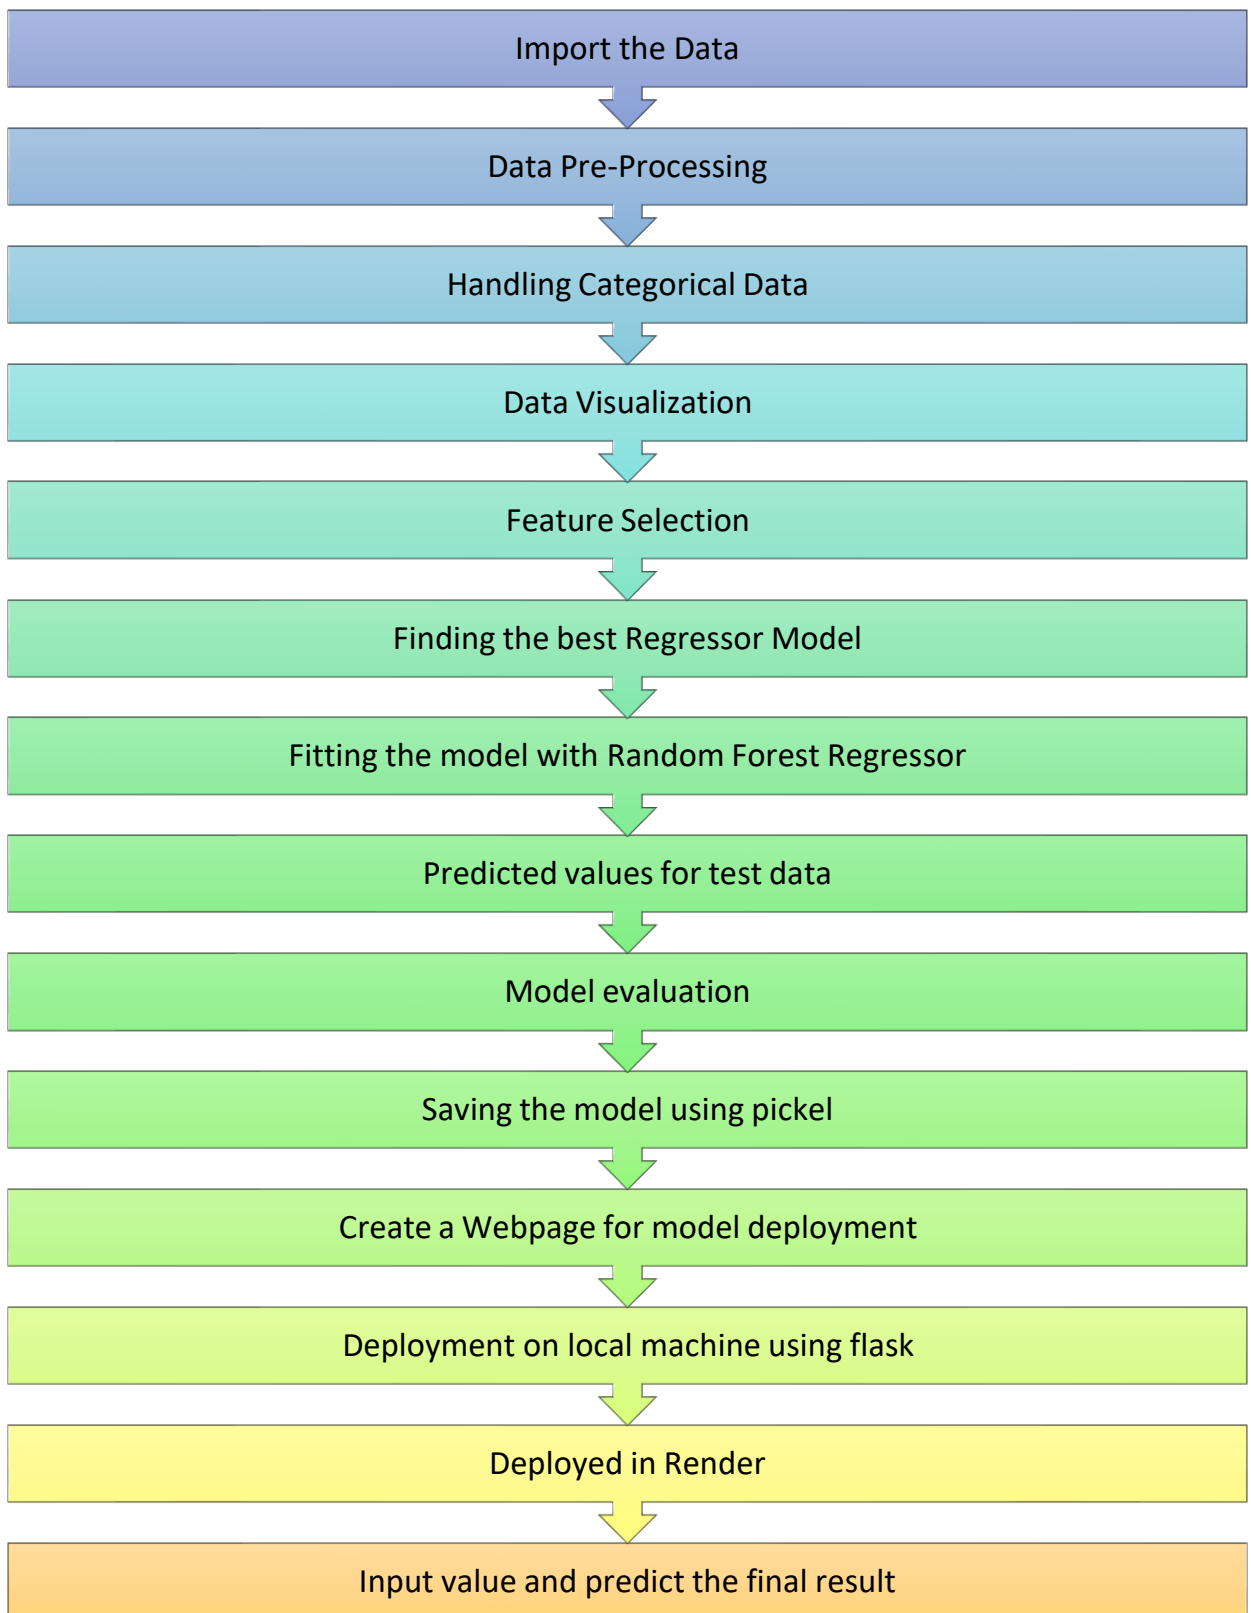 Import the Data
Data Pre-Processing
Handling Categorical Data
Data Visualization
Feature Selection
Finding the best Regressor Model
Fitting the model with Random Forest Regressor
Predicted values for test data
Model evaluation
Saving the model using pickel
Create a Webpage for model deployment
Deployment on local machine using flask
Deployed in Render
Input value and predict the final result